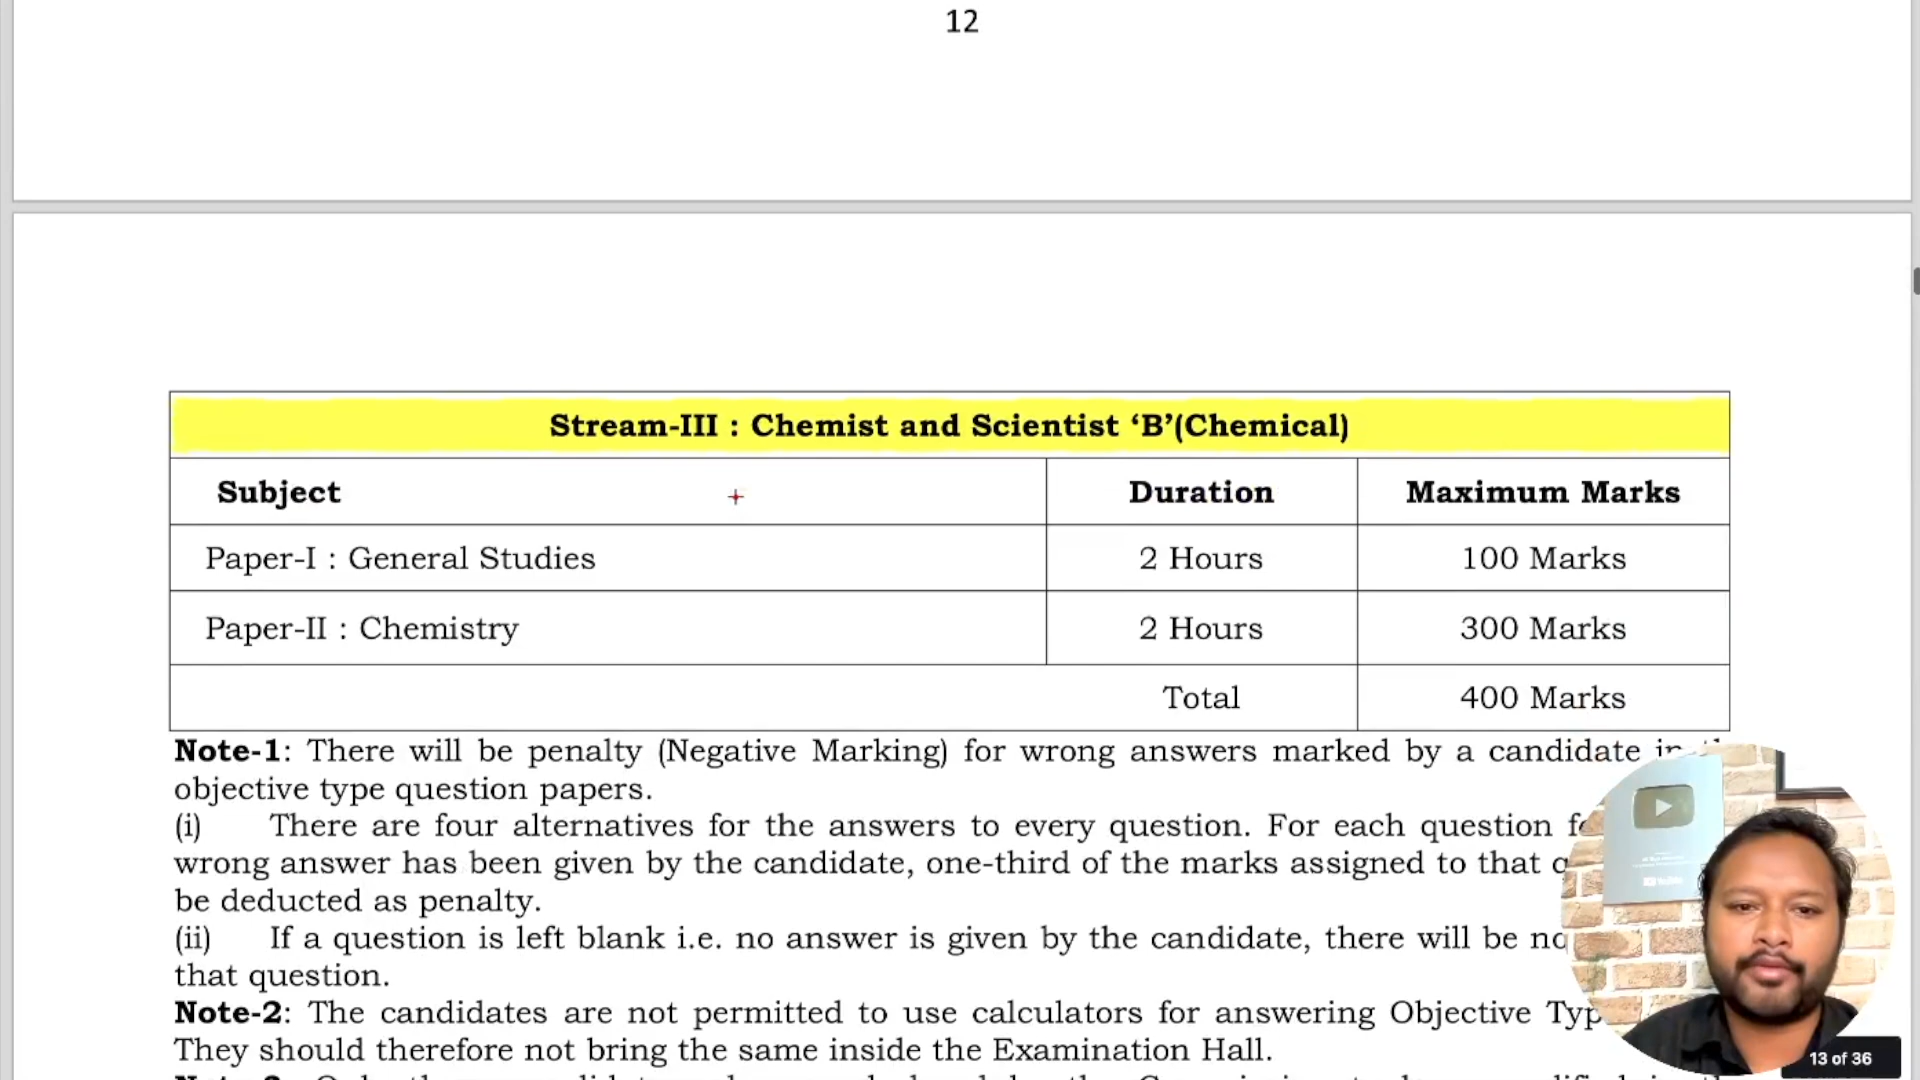 12
Stream-III : Chemist and Scientist ‘B’(Chemical)
Subject Duration Maximum Marks
Paper-I : General Studies 2 Hours 100 Marks
Paper-II : Chemistry 2 Hours 300 Marks
Total 400 Marks
Note-1: There will be penalty (Negative Marking) for wrong answers marked by a candidate in
objective type question papers.
(i) There are four alternatives for the answers to every question. For each question
wrong answer has been given by the candidate, one-third of the marks assigned to that
be deducted as penalty.
(ii) If a question is left blank i.e. no answer is given by the candidate, there will be
that question.
Note-2: The candidates are not permitted to use calculators for answering Objective
They should therefore not bring the same inside the Examination Hall.
13 of 36